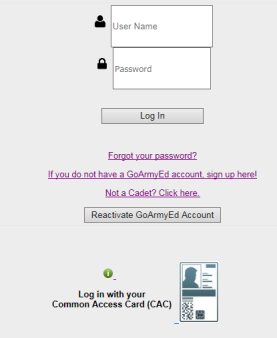 User Name
Password
Log In
Forgot your password?
If you do not have a GoArmyEd account, sign up here!
Not a Cadet? Click here.
Reactivate GoArmyEd Account
Log in with your
Common Access Card (CAC)